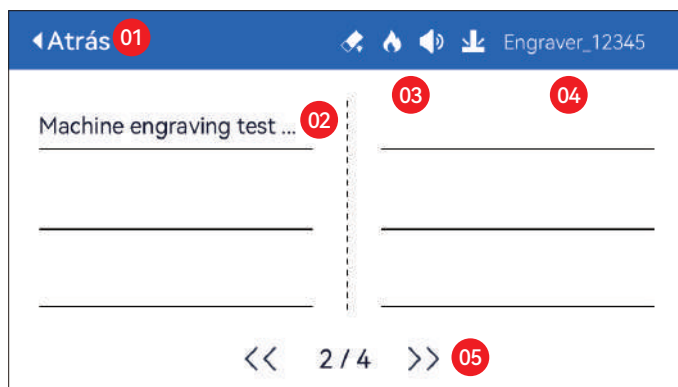 Atrás 01
Engraver_12345
03
04
Machine engraving test ... 02
<< 2 / 4 >> 05